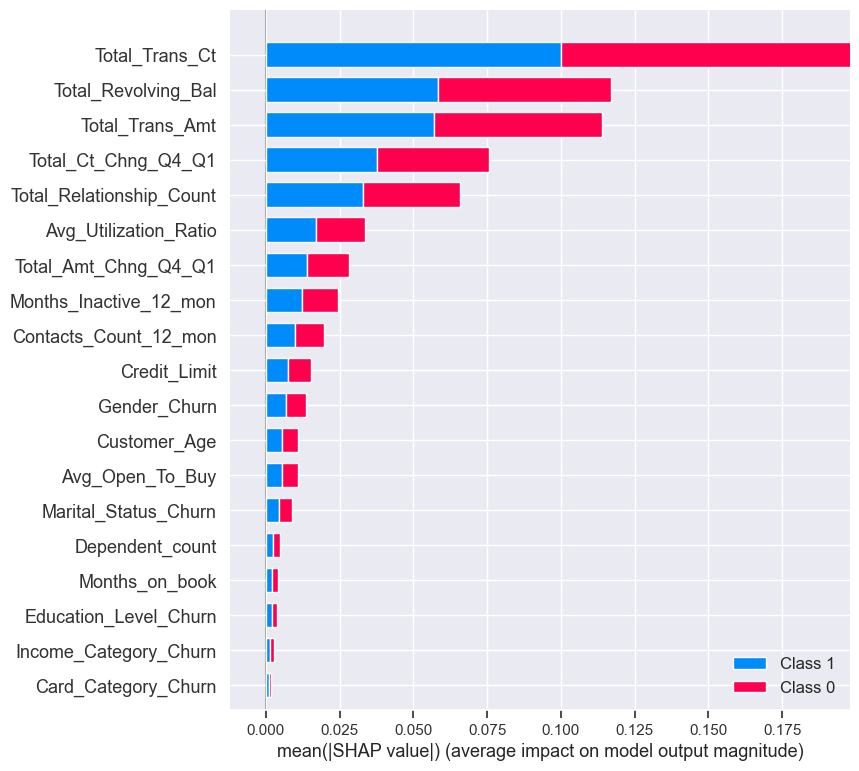 Total_Trans_Ct
Total_Revolving_Bal
Total_Trans_Amt
Total_Ct_Chng_Q4_Q1
Total_Relationship_Count
Avg_Utilization_Ratio
Total_Amt_Chng_Q4_Q1
Months_Inactive_12_mon
Contacts_Count_12_mon
Credit_Limit
Gender_Churn
Customer_Age
Avg_Open_To_Buy
Marital_Status_Churn
Dependent_count
Months_on_book
Education_Level_Churn
Income_Category_Churn
Card_Category_Churn
Class 1
Class 0
0.000 0.025 0.050 0.075 0.100 0.125 0.150 0.175
mean(|SHAP value|) (average impact on model output magnitude)